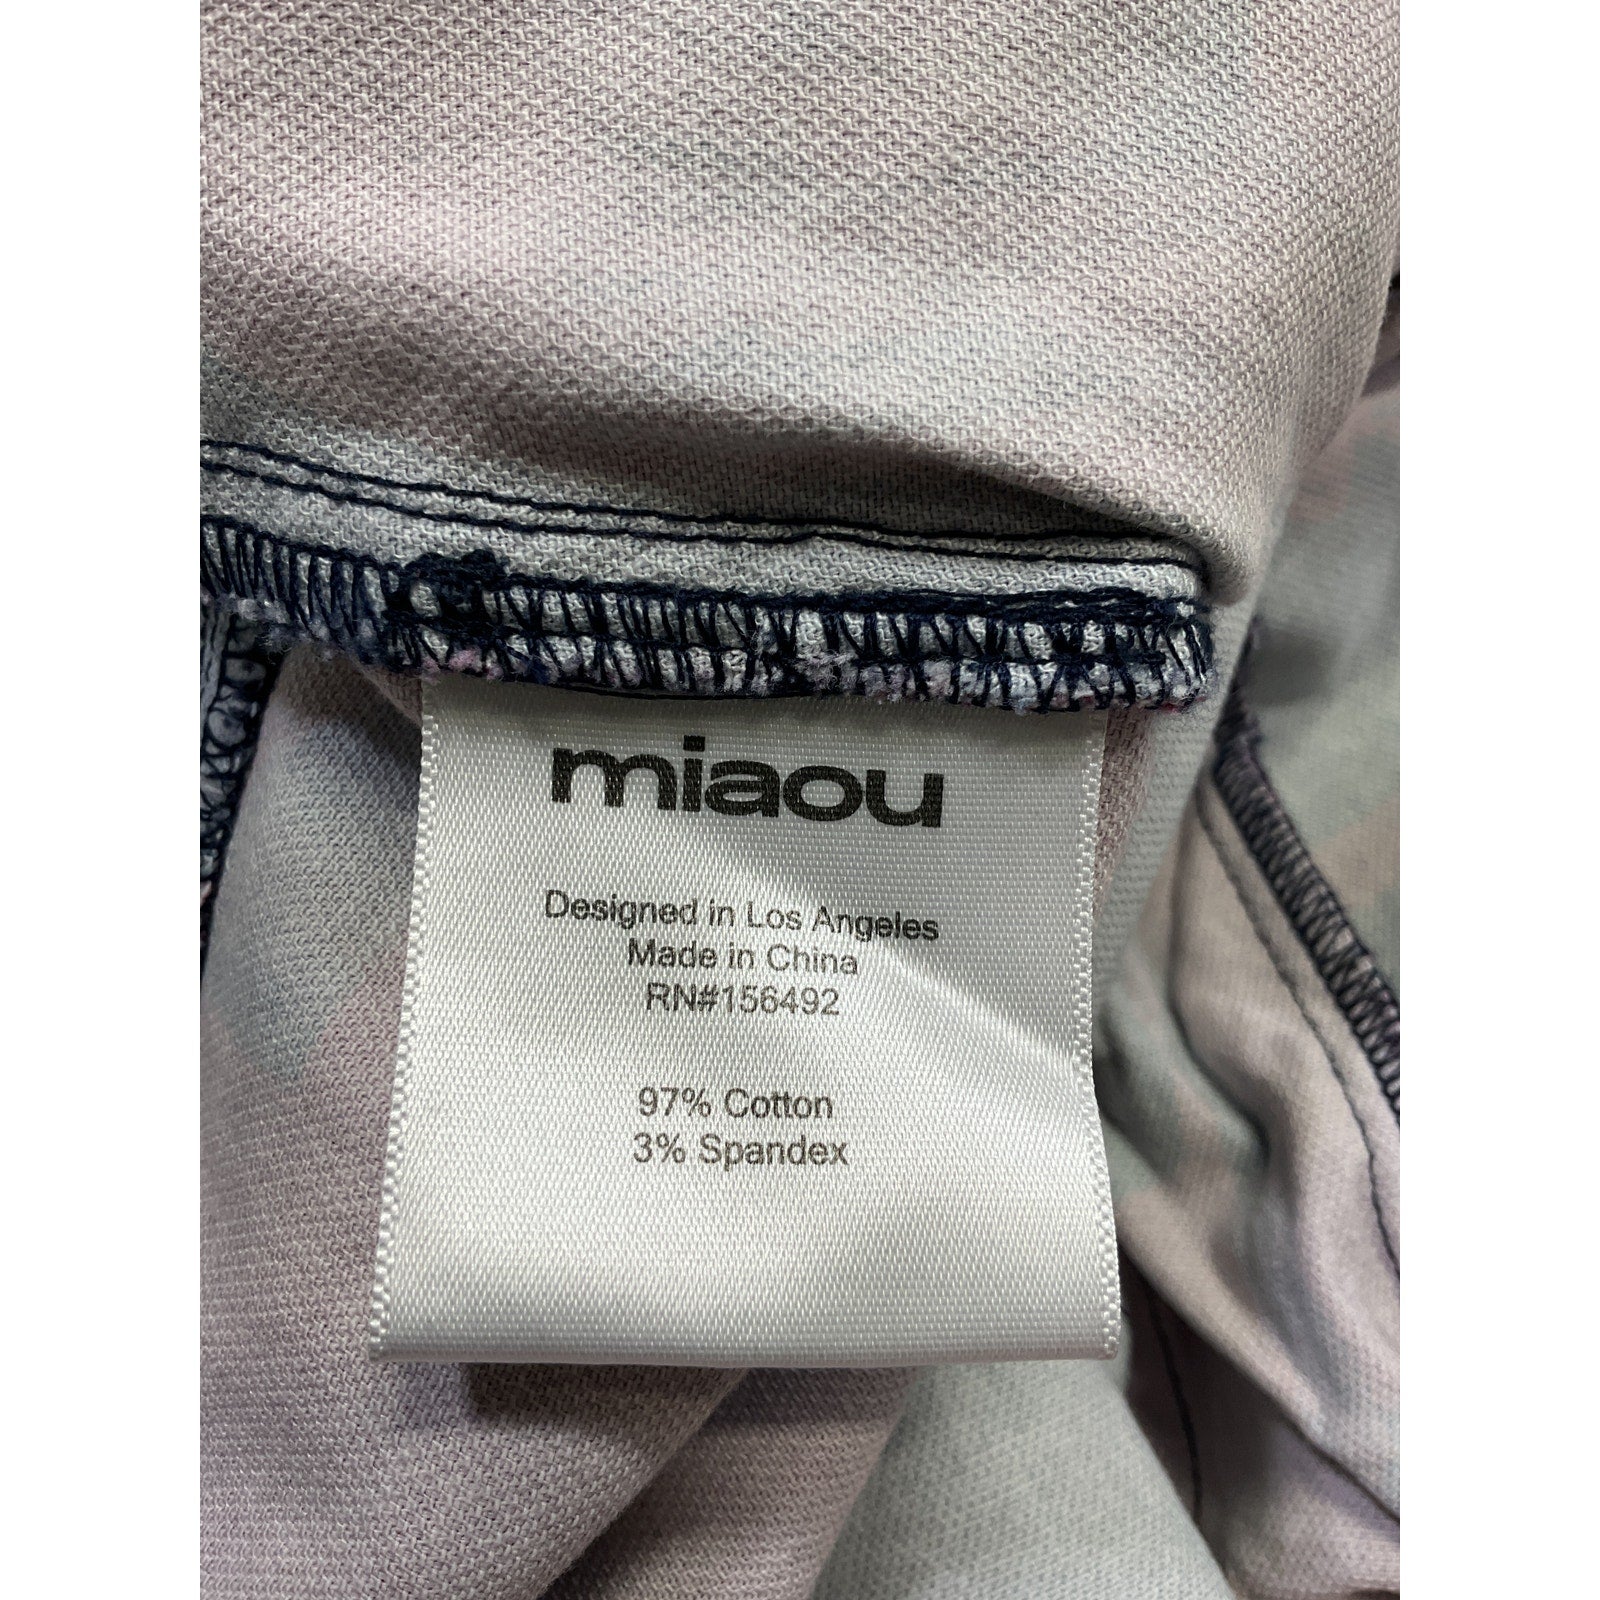 miaou
Designed in Los Angeles
Made in China
RN#156492
97% Cotton
3% Spandex